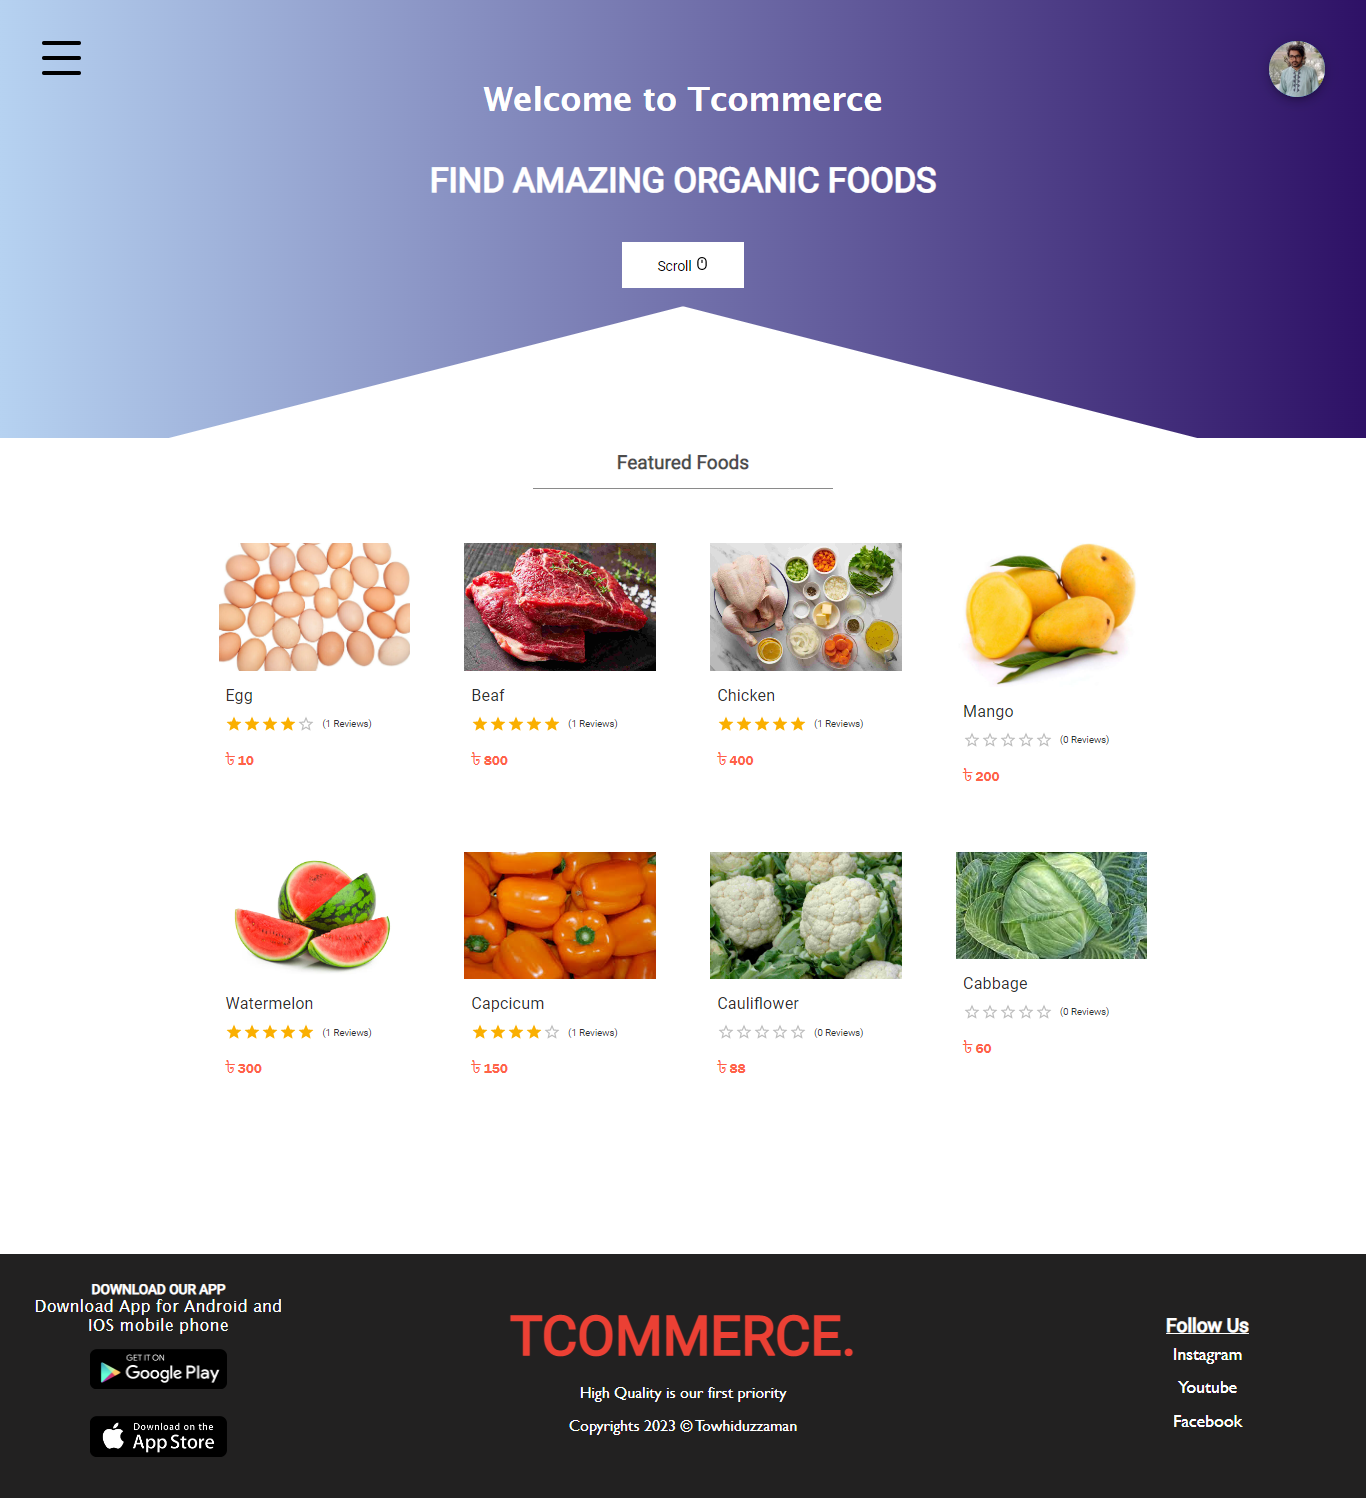 Welcome to Tcommerce
FIND AMAZING ORGANIC FOODS
Scroll
Featured Foods
Egg
(1 Reviews)
৳ 10
Beef
(1 Reviews)
৳ 800
Chicken
(1 Reviews)
৳ 400
Mango
(0 Reviews)
৳ 200
Watermelon
(1 Reviews)
৳ 300
Capcicum
(1 Reviews)
৳ 150
Cauliflower
(0 Reviews)
৳ 88
Cabbage
(0 Reviews)
৳ 60
DOWNLOAD OUR APP
Download App for Android and
IOS mobile phone
GET IT ON
Google Play
Download on the
App Store
TCOMMERCE.
High Quality is our first priority
Copyrights 2023 © Towhiduzzaman
Follow Us
Instagram
Youtube
Facebook